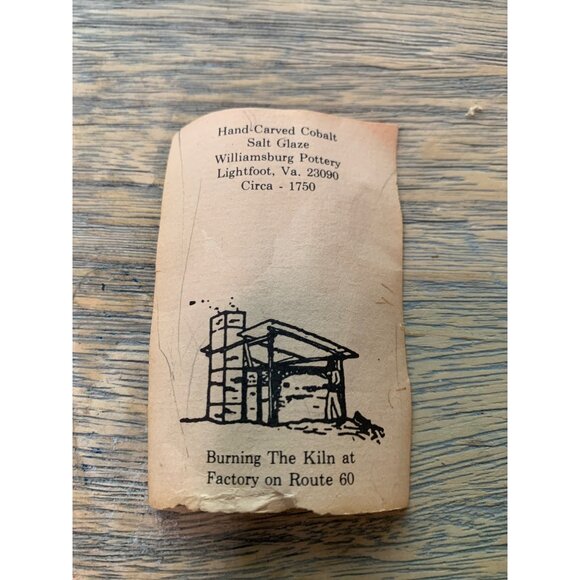 Hand-Carved Cobalt
Salt Glaze
Williamsburg Pottery
Lightfoot, Va. 23090
Circa - 1750
Burning The Kiln at
Factory on Route 60